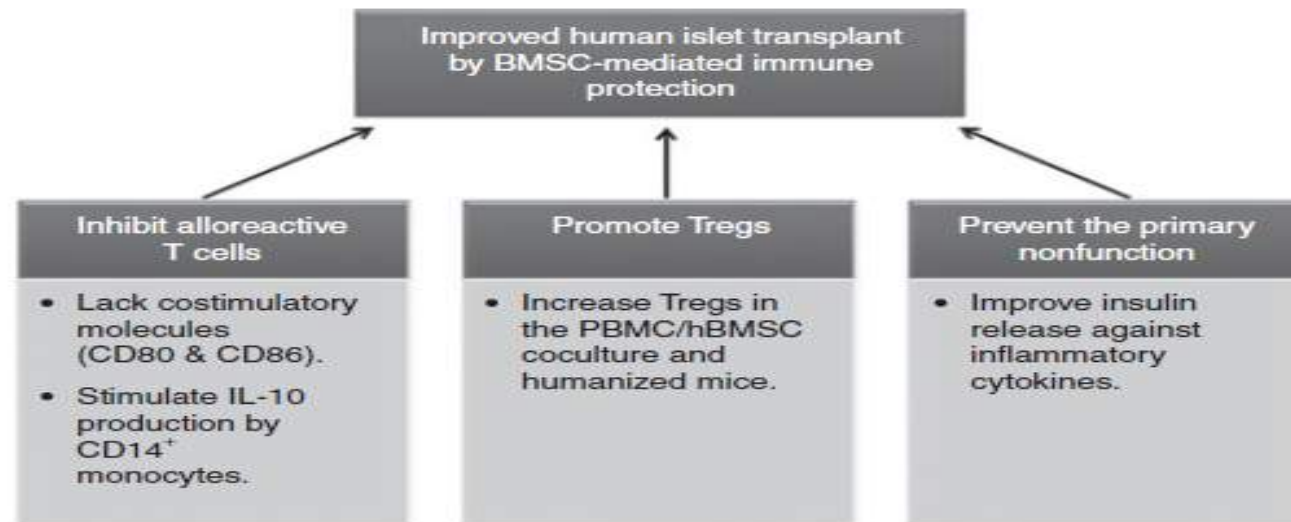 Improved human islet transplant
by BMSC-mediated immune
protection
Inhibit alloreactive
T cells
• Lack costimulatory
molecules
(CD80 & CD86).
• Stimulate IL-10
production by
CD14⁺
monocytes.
Promote Tregs
• Increase Tregs in
the PBMC/hBMSC
coculture and
humanized mice.
Prevent the primary
nonfunction
• Improve insulin
release against
inflammatory
cytokines.